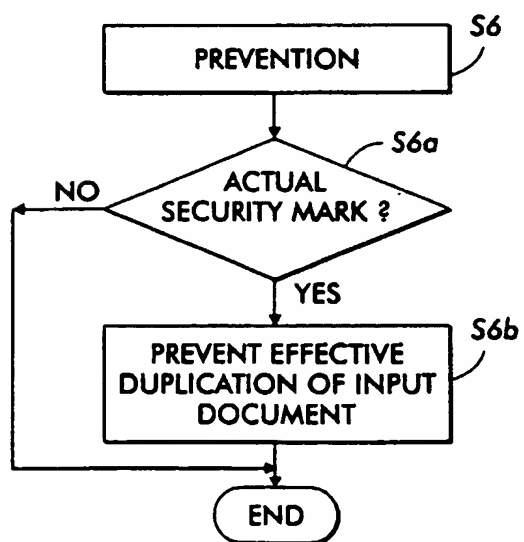 S6
PREVENTION
S6a
ACTUAL
SECURITY MARK ?
NO
YES
S6b
PREVENT EFFECTIVE
DUPLICATION OF INPUT
DOCUMENT
END